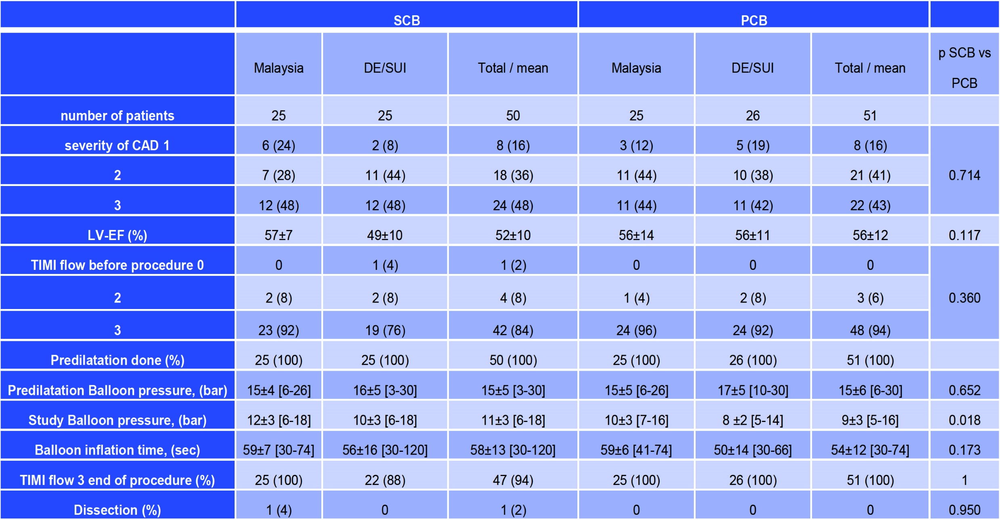 SCB PCB
Malaysia DE/SUI Total / mean Malaysia DE/SUI Total / mean p SCB vs
PCB
number of patients 25 25 50 25 26 51
severity of CAD 1 6 (24) 2 (8) 8 (16) 3 (12) 5 (19) 8 (16)
2 7 (28) 11 (44) 18 (36) 11 (44) 10 (38) 21 (41) 0.714
3 12 (48) 12 (48) 24 (48) 11 (44) 11 (42) 22 (43)
LV-EF (%) 57±7 49±10 52±10 56±14 56±11 56±12 0.117
TIMI flow before procedure 0 0 1 (4) 1 (2) 0 0 0
2 2 (8) 2 (8) 4 (8) 1 (4) 2 (8) 3 (6) 0.360
3 23 (92) 19 (76) 42 (84) 24 (96) 24 (92) 48 (94)
Predilatation done (%) 25 (100) 25 (100) 50 (100) 25 (100) 26 (100) 51 (100)
Predilatation Balloon pressure, (bar) 15±4 [6-26] 16±5 [3-30] 15±5 [3-30] 15±5 [6-26] 17±5 [10-30] 15±6 [6-30] 0.652
Study Balloon pressure, (bar) 12±3 [6-18] 10±3 [6-18] 11±3 [6-18] 10±3 [7-16] 8 ±2 [5-14] 9±3 [5-16] 0.018
Balloon inflation time, (sec) 59±7 [30-74] 56±16 [30-120] 58±13 [30-120] 59±6 [41-74] 50±14 [30-66] 54±12 [30-74] 0.173
TIMI flow 3 end of procedure (%) 25 (100) 22 (88) 47 (94) 25 (100) 26 (100) 51 (100) 1
Dissection (%) 1 (4) 0 1 (2) 0 0 0 0.950